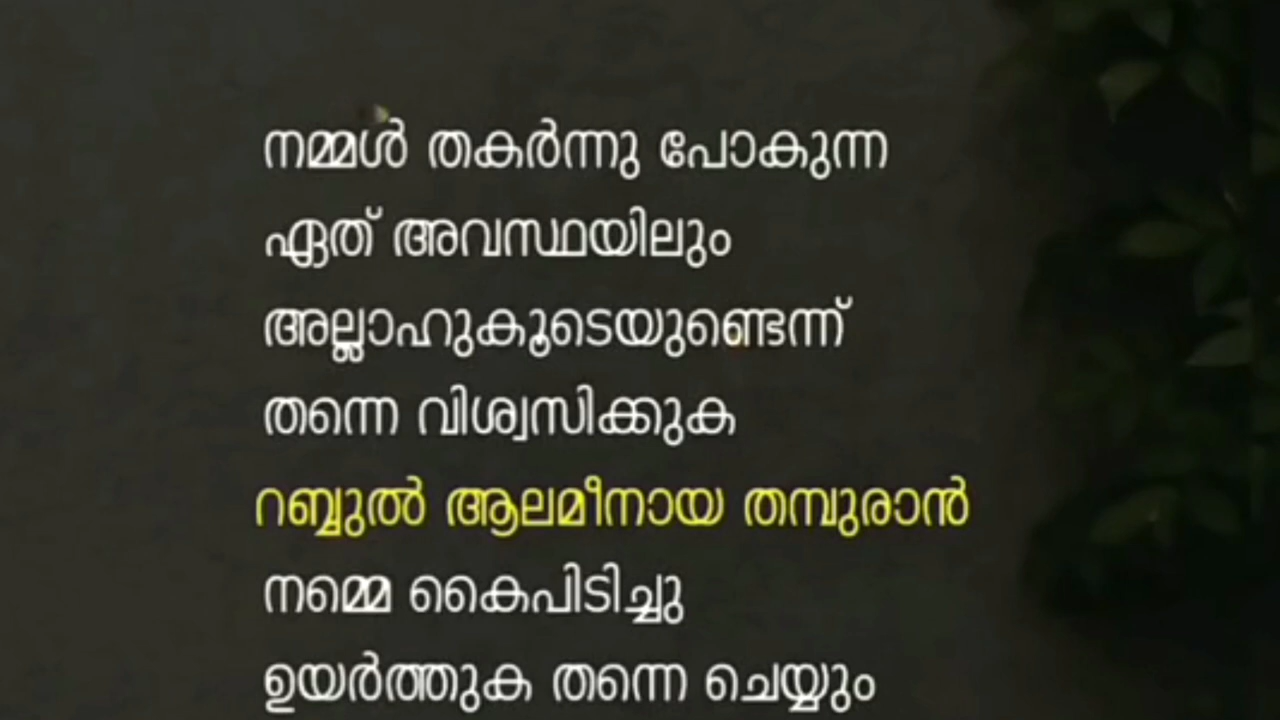 നമ്മൾ തകർന്നു പോകുന്ന
ഏത് അവസ്ഥയിലും
അല്ലാഹുകൂടെയുണ്ടെന്ന്
തന്നെ വിശ്വസിക്കുക
റബ്ബുൽ ആലമീനായ തമ്പുരാൻ
നമ്മെ കൈപിടിച്ചു
ഉയർത്തുക തന്നെ ചെയ്യും